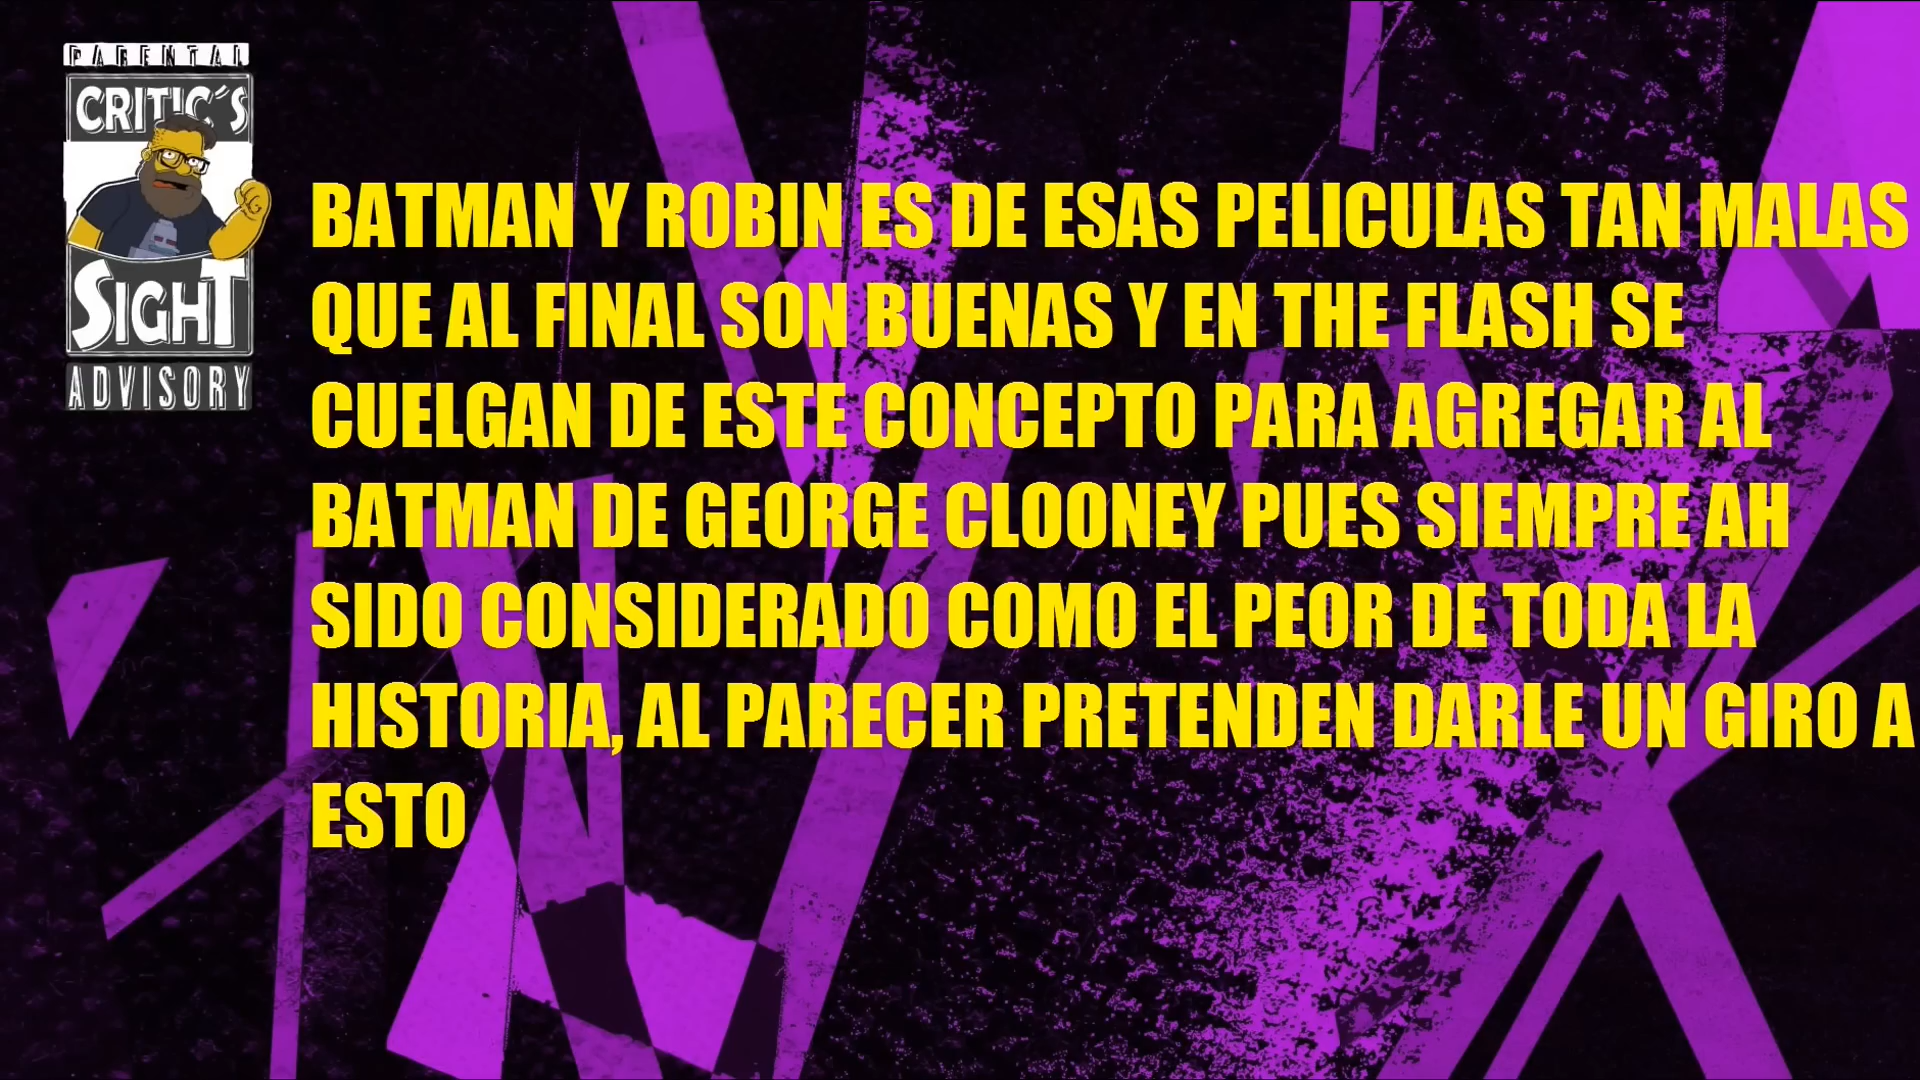 PARENTAL
CRITIC´S
SIGHT
ADVISORY
BATMAN Y ROBIN ES DE ESAS PELICULAS TAN MALAS
QUE AL FINAL SON BUENAS Y EN THE FLASH SE
CUELGAN DE ESTE CONCEPTO PARA AGREGAR AL
BATMAN DE GEORGE CLOONEY PUES SIEMPRE AH
SIDO CONSIDERADO COMO EL PEOR DE TODA LA
HISTORIA, AL PARECER PRETENDEN DARLE UN GIRO A
ESTO